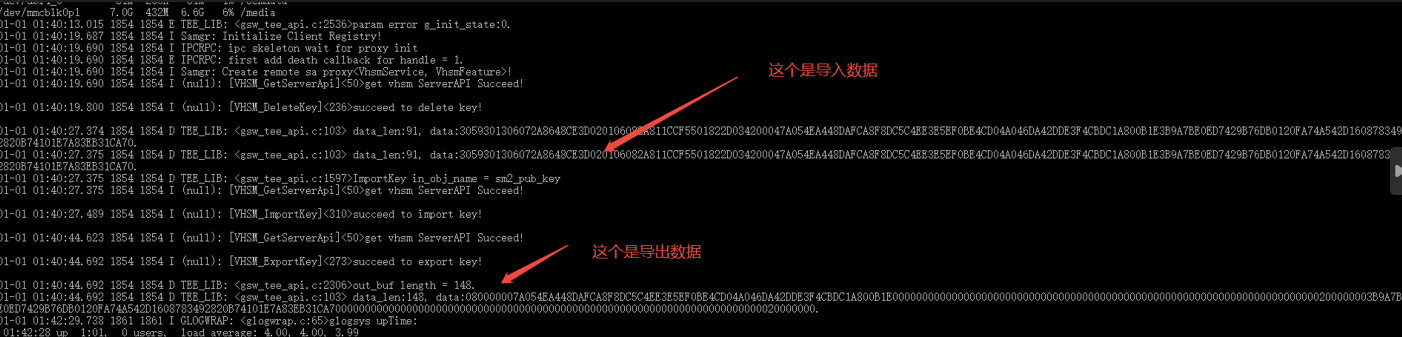 /dev/mmcblk0p1     7.0G  432M  6.6G   6% /media
01-01 01:40:13.015 1854 1854 E TEE_LIB: <gsw_tee_api.c:2536>param error g_init_state:0.
01-01 01:40:19.687 1854 1854 I Samgr: Initialize Client Registry!
01-01 01:40:19.690 1854 1854 I IPCRPC: ipc skeleton wait for proxy init
01-01 01:40:19.690 1854 1854 E IPCRPC: first add death callback for handle = 1.
01-01 01:40:19.690 1854 1854 I Samgr: Create remote sa proxy<VhsmService, VhsmFeature>!
01-01 01:40:19.690 1854 1854 I (null): [VHSM_GetServerApi]<50>get vhsm ServerAPI Succeed!
这个是导入数据
01-01 01:40:19.800 1854 1854 I (null): [VHSM_DeleteKey]<236>succeed to delete key!
01-01 01:40:27.374 1854 1854 D TEE_LIB: <gsw_tee_api.c:103> data_len:91, data:3059301306072A8648CE3D020106082A811CCF5501822D034200047A054EA448DAFCA8F8DC5C4EE3E5EF0BE4CD04A046DA42DDE3F4CBDC1A800B1E3B9A7BE0ED7429B76DB0120FA74A542D160878349
2820B74101E7A83EB31CA70.
01-01 01:40:27.375 1854 1854 D TEE_LIB: <gsw_tee_api.c:103> data_len:91, data:3059301306072A8648CE3D020106082A811CCF5501822D034200047A054EA448DAFCA8F8DC5C4EE3E5EF0BE4CD04A046DA42DDE3F4CBDC1A800B1E3B9A7BE0ED7429B76DB0120FA74A542D16087834
2820B74101E7A83EB31CA70.
01-01 01:40:27.375 1854 1854 D TEE_LIB: <gsw_tee_api.c:1597>ImportKey in_obj_name = sm2_pub_key
01-01 01:40:27.375 1854 1854 I (null): [VHSM_GetServerApi]<50>get vhsm ServerAPI Succeed!
01-01 01:40:27.489 1854 1854 I (null): [VHSM_ImportKey]<310>succeed to import key!
01-01 01:40:44.623 1854 1854 I (null): [VHSM_GetServerApi]<50>get vhsm ServerAPI Succeed!
这个是导出数据
01-01 01:40:44.692 1854 1854 I (null): [VHSM_ExportKey]<273>succeed to export key!
01-01 01:40:44.692 1854 1854 D TEE_LIB: <gsw_tee_api.c:2306>out_buf length = 148.
01-01 01:40:44.692 1854 1854 D TEE_LIB: <gsw_tee_api.c:103> data_len:148,
01-01 01:42:29.738 1861 1861 I GLOGWRAP: <glogwrap.c:65>glogsys upTime:
01:42:28 up  1:01,  0 users,  load average: 4.00, 4.00, 3.99